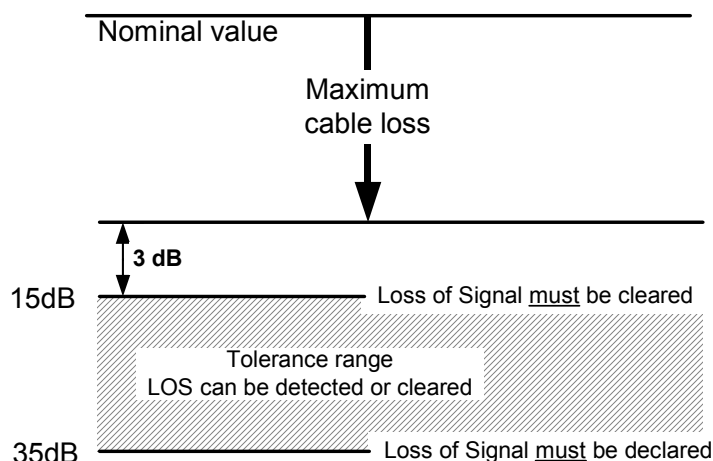 Nominal value
Maximum
cable loss
3 dB
15dB
Loss of Signal must be cleared
Tolerance range
LOS can be detected or cleared
35dB
Loss of Signal must be declared